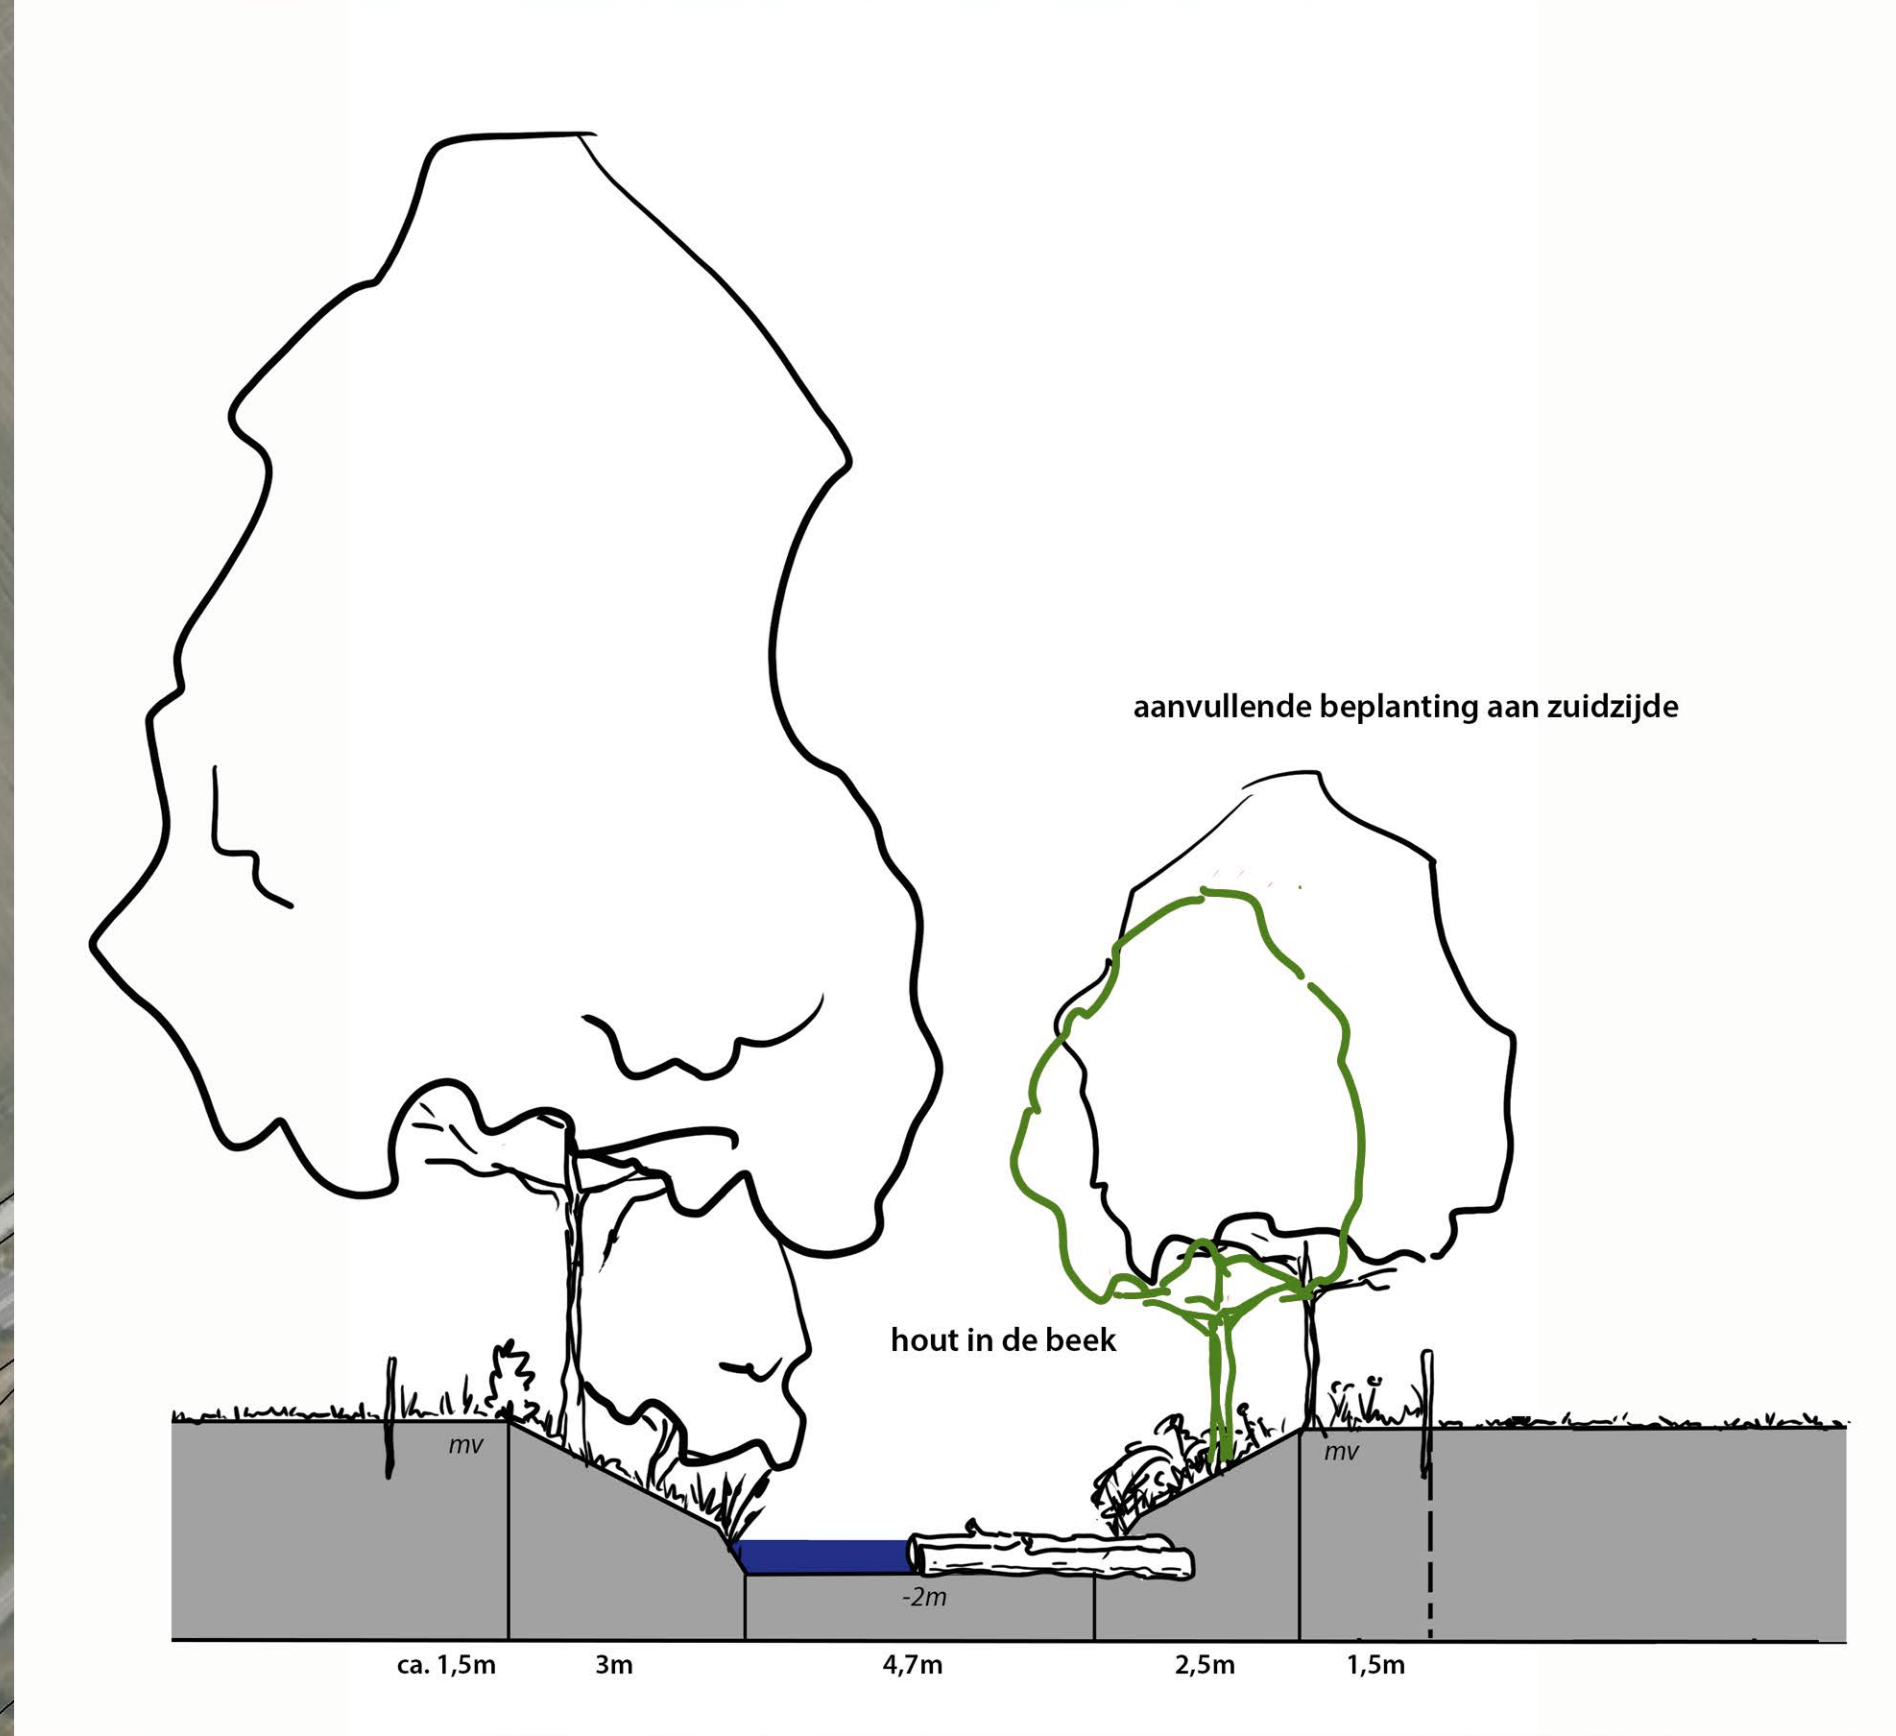 aanvullende beplanting aan zuidzijde
hout in de beek
mv
mv
-2m
ca. 1,5m
3m
4,7m
2,5m
1,5m